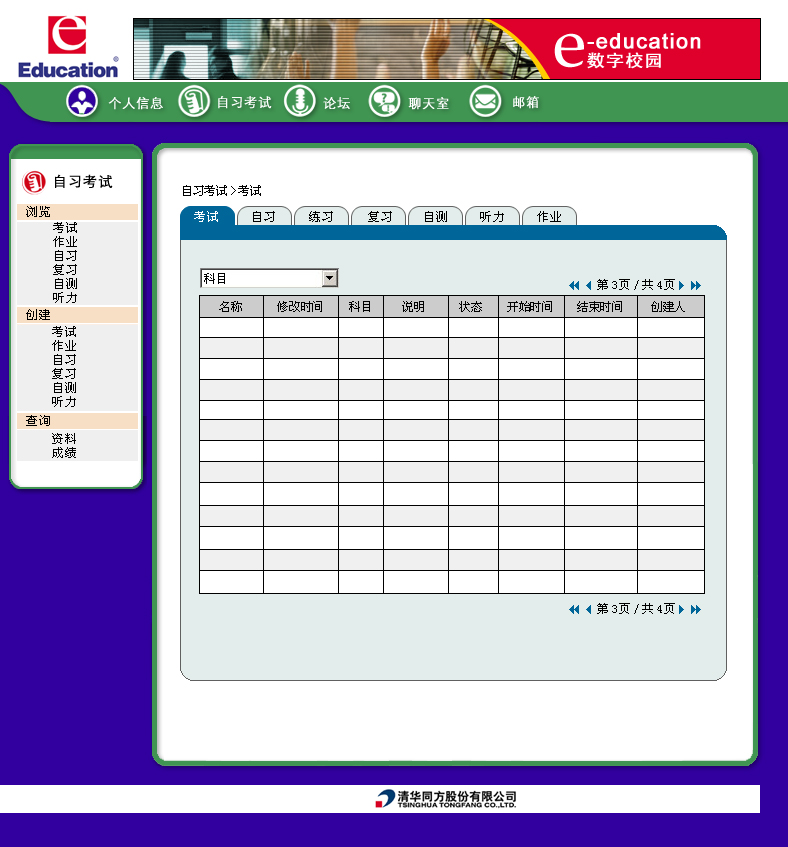 Education®
e-education
数字校园
个人信息 自习考试 论坛 聊天室 邮箱
自习考试
浏览
考试
作业
自习
复习
自测
听力
创建
考试
作业
自习
复习
自测
听力
查询
资料
成绩
自习考试>考试
考试 自习 练习 复习 自测 听力 作业
科目
第3页/共4页
名称 修改时间 科目 说明 状态 开始时间 结束时间 创建人
第3页/共4页
清华同方股份有限公司
TSINGHUA TONGFANG CO.,LTD.